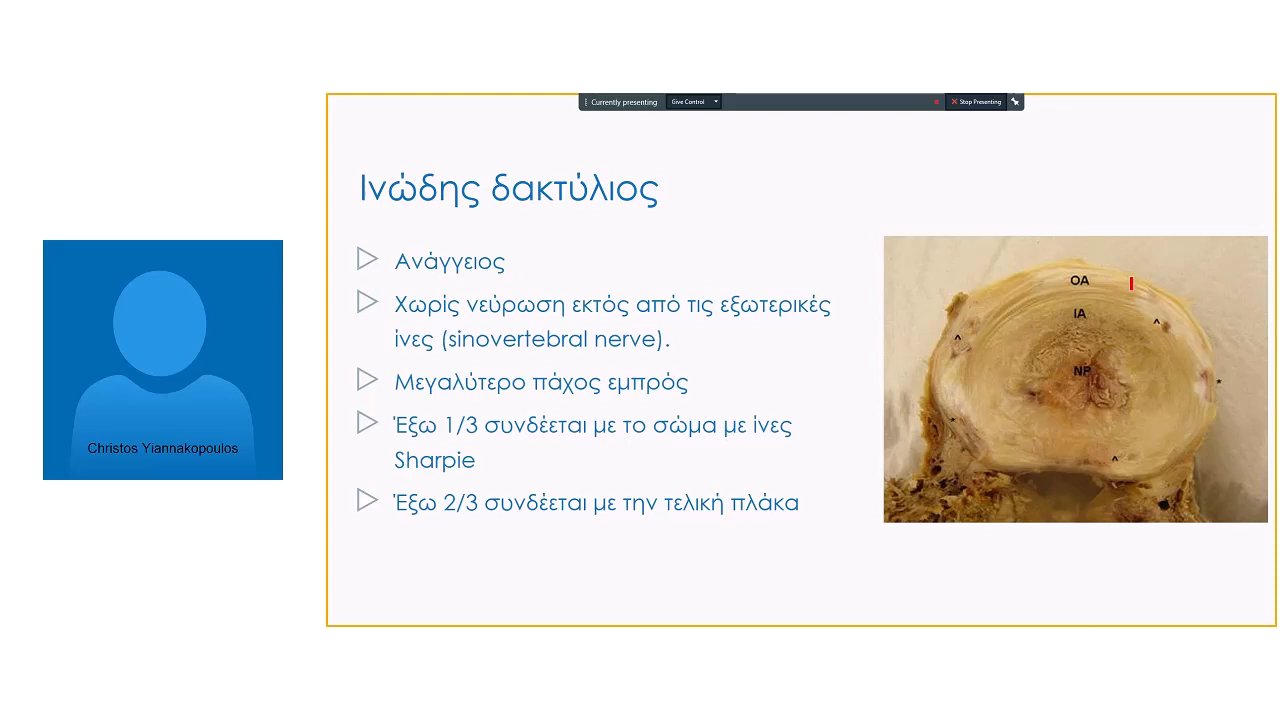 Currently presenting
Give Control
Stop Presenting
Ινώδης δακτύλιος
Ανάγγειος
Χωρίς νεύρωση εκτός από τις εξωτερικές
ίνες (sinovertebral nerve).
Μεγαλύτερο πάχος εμπρός
Έξω 1/3 συνδέεται με το σώμα με ίνες
Sharpie
Έξω 2/3 συνδέεται με την τελική πλάκα
OA
IA
NP
^
^
*
*
^
Christos Yiannakopoulos